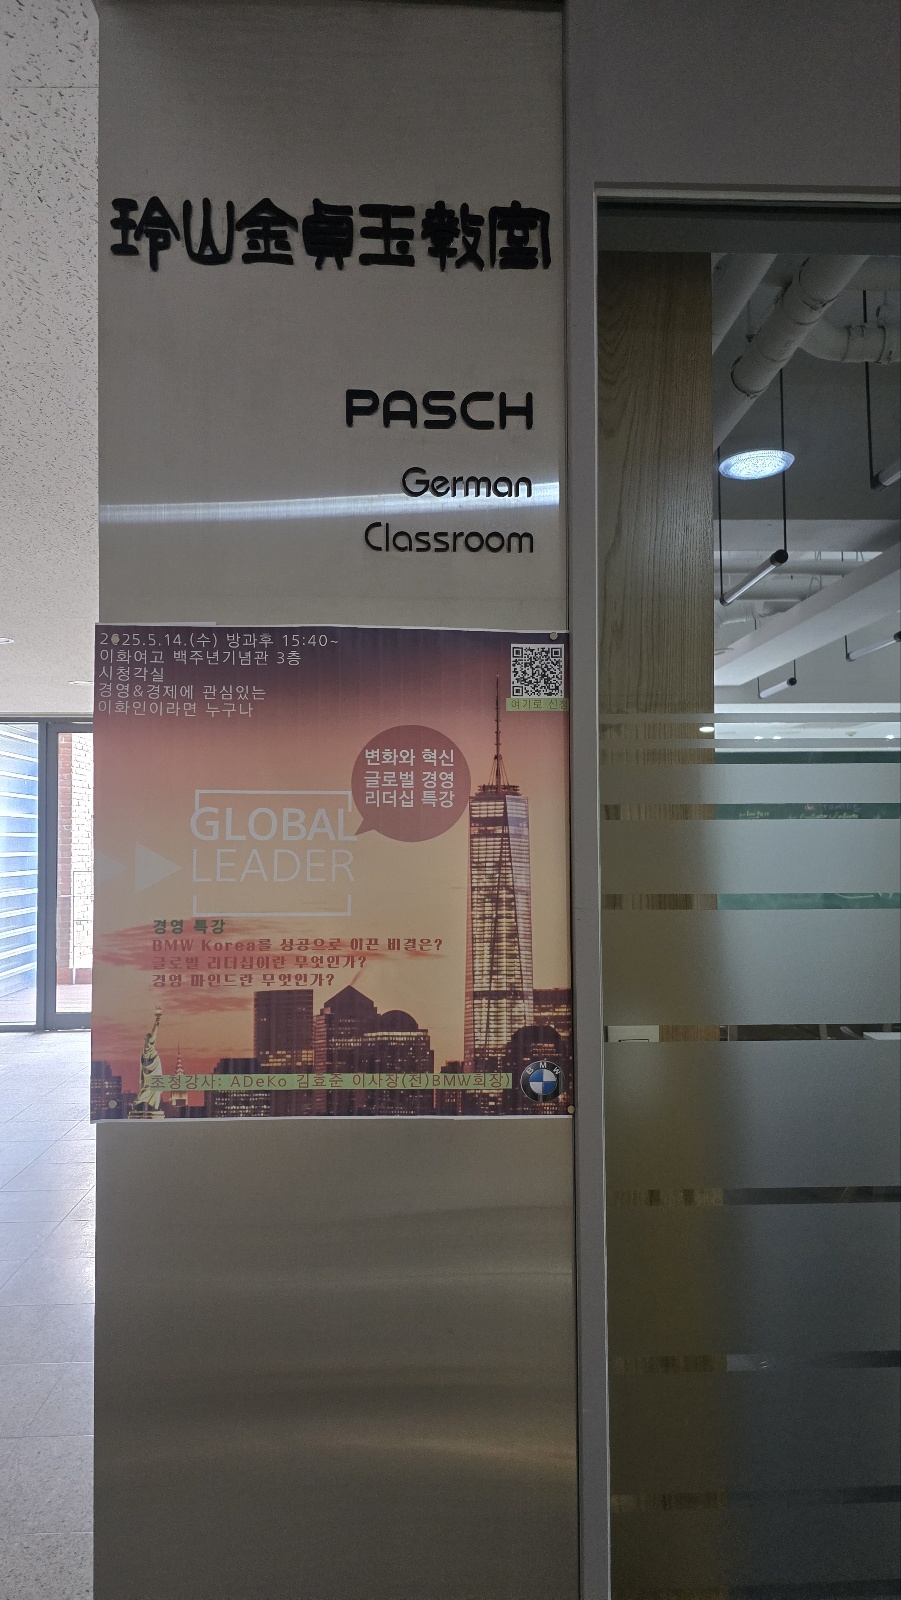 玲山金貞玉敎室
PASCH
German
Classroom
2025.5.14.(수) 방과후 15:40~
이화여고 백주년기념관 3층
시청각실
경영&경제에 관심있는
이화인이라면 누구나
여기로 신청
변화와 혁신
글로벌 경영
리더십 특강
GLOBAL
LEADER
경영 특강
BMW Korea를 성공으로 이끈 비결은?
글로벌 리더십이란 무엇인가?
경영 마인드란 무엇인가?
초청강사: ADeKo 김효준 이사장(전)BMW회장)
BMW